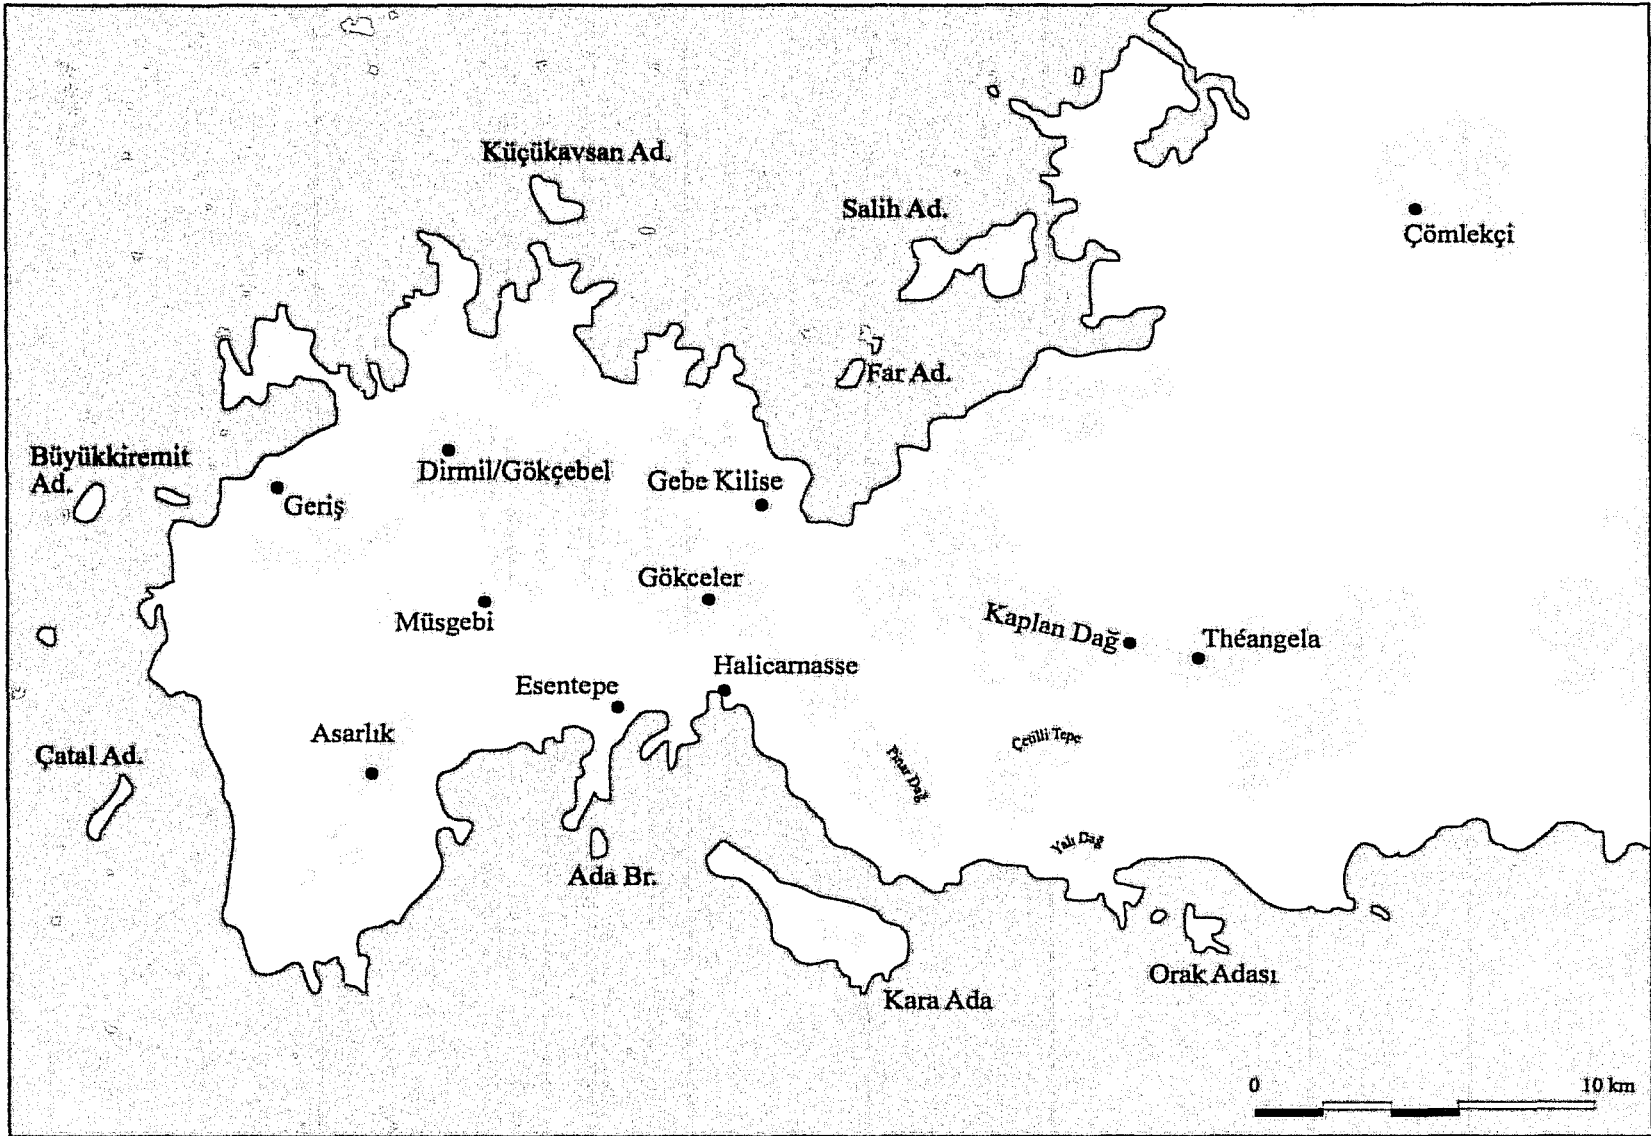 Küçükavsan Ad.
Salih Ad.
Çömlekçi
Far Ad.
Büyükkiremit
Ad.
Dirmil/Gökçebel
Gebe Kilise
Geriş
Gökceler
Müsgebi
Kaplan Dağ
Théangela
Halicarnasse
Esentepe
Asarlık
Çatal Ad.
Pinar Dağ
Çetilli Tepe
Yalı Dağ
Ada Br.
Orak Adası
Kara Ada
0 10 km